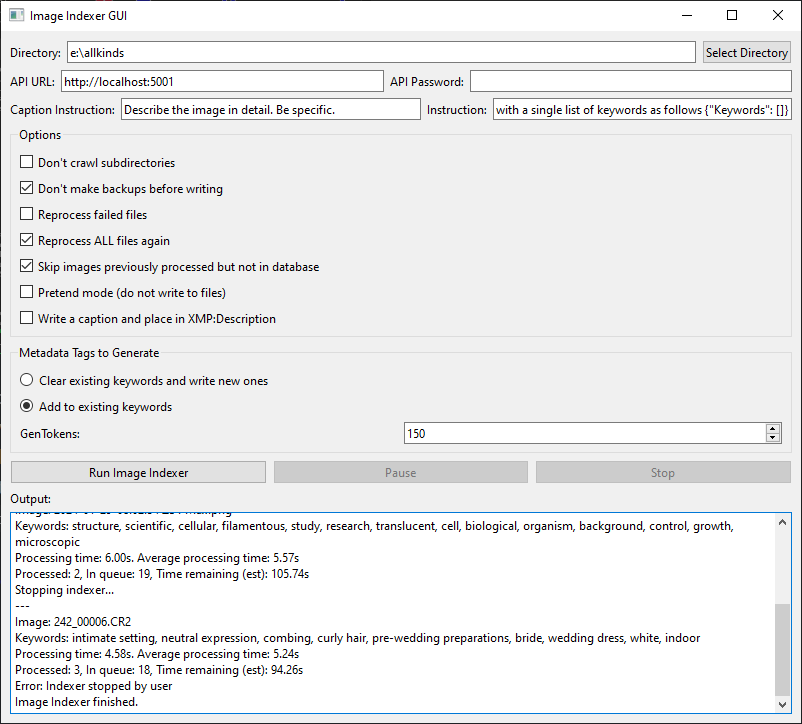 Image Indexer GUI
Directory: e:\allkinds Select Directory
API URL: http://localhost:5001 API Password:
Caption Instruction: Describe the image in detail. Be specific. Instruction: with a single list of keywords as follows {"Keywords": []}
Options
Don't crawl subdirectories
Don't make backups before writing
Reprocess failed files
Reprocess ALL files again
Skip images previously processed but not in database
Pretend mode (do not write to files)
Write a caption and place in XMP:Description
Metadata Tags to Generate
Clear existing keywords and write new ones
Add to existing keywords
GenTokens: 150
Run Image Indexer Pause Stop
Output:
Keywords: structure, scientific, cellular, filamentous, study, research, translucent, cell, biological, organism, background, control, growth,
microscopic
Processing time: 6.00s. Average processing time: 5.57s
Processed: 2, In queue: 19, Time remaining (est): 105.74s
Stopping indexer...
---
Image: 242_00006.CR2
Keywords: intimate setting, neutral expression, combing, curly hair, pre-wedding preparations, bride, wedding dress, white, indoor
Processing time: 4.58s. Average processing time: 5.24s
Processed: 3, In queue: 18, Time remaining (est): 94.26s
Error: Indexer stopped by user
Image Indexer finished.